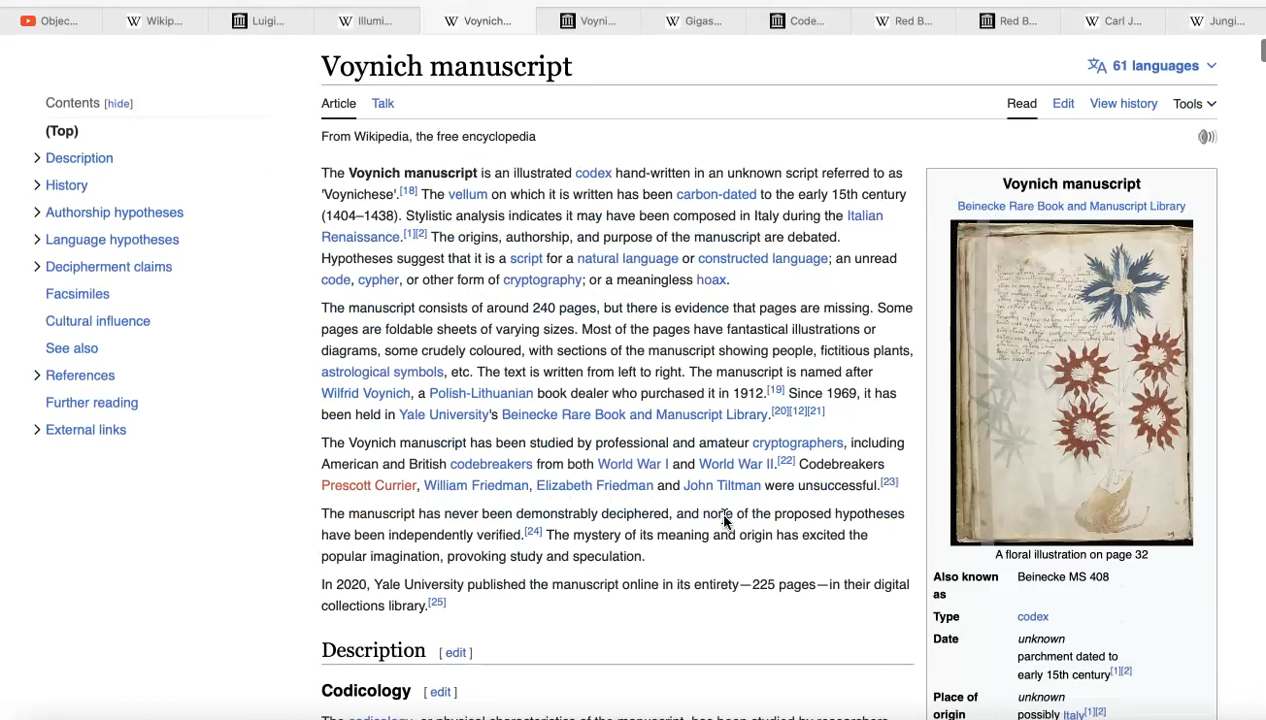 Objec...
Wikip...
Luigi...
Illumi...
Voynich...
Voyni...
Gigas...
Code...
Red B...
Red B...
Carl J...
Jungi...
Voynich manuscript
61 languages
Contents [hide]
(Top)
Description
History
Authorship hypotheses
Language hypotheses
Decipherment claims
Facsimiles
Cultural influence
See also
References
Further reading
External links
Article Talk
Read Edit View history Tools
From Wikipedia, the free encyclopedia
The Voynich manuscript is an illustrated codex hand-written in an unknown script referred to as
'Voynichese'.[18] The vellum on which it is written has been carbon-dated to the early 15th century
(1404–1438). Stylistic analysis indicates it may have been composed in Italy during the Italian
Renaissance.[1][2] The origins, authorship, and purpose of the manuscript are debated.
Hypotheses suggest that it is a script for a natural language or constructed language; an unread
code, cypher, or other form of cryptography; or a meaningless hoax.
The manuscript consists of around 240 pages, but there is evidence that pages are missing. Some
pages are foldable sheets of varying sizes. Most of the pages have fantastical illustrations or
diagrams, some crudely coloured, with sections of the manuscript showing people, fictitious plants,
astrological symbols, etc. The text is written from left to right. The manuscript is named after
Wilfrid Voynich, a Polish-Lithuanian book dealer who purchased it in 1912.[19] Since 1969, it has
been held in Yale University's Beinecke Rare Book and Manuscript Library.[20][12][21]
The Voynich manuscript has been studied by professional and amateur cryptographers, including
American and British codebreakers from both World War I and World War II.[22] Codebreakers
Prescott Currier, William Friedman, Elizabeth Friedman and John Tiltman were unsuccessful.[23]
The manuscript has never been demonstrably deciphered, and none of the proposed hypotheses
have been independently verified.[24] The mystery of its meaning and origin has excited the
popular imagination, provoking study and speculation.
In 2020, Yale University published the manuscript online in its entirety—225 pages—in their digital
collections library.[25]
Description [ edit ]
Codicology [ edit ]
Voynich manuscript
Beinecke Rare Book and Manuscript Library
A floral illustration on page 32
Also known Beinecke MS 408
as
Type codex
Date unknown
parchment dated to
early 15th century[1][2]
Place of unknown
origin possibly Italy[1][2]